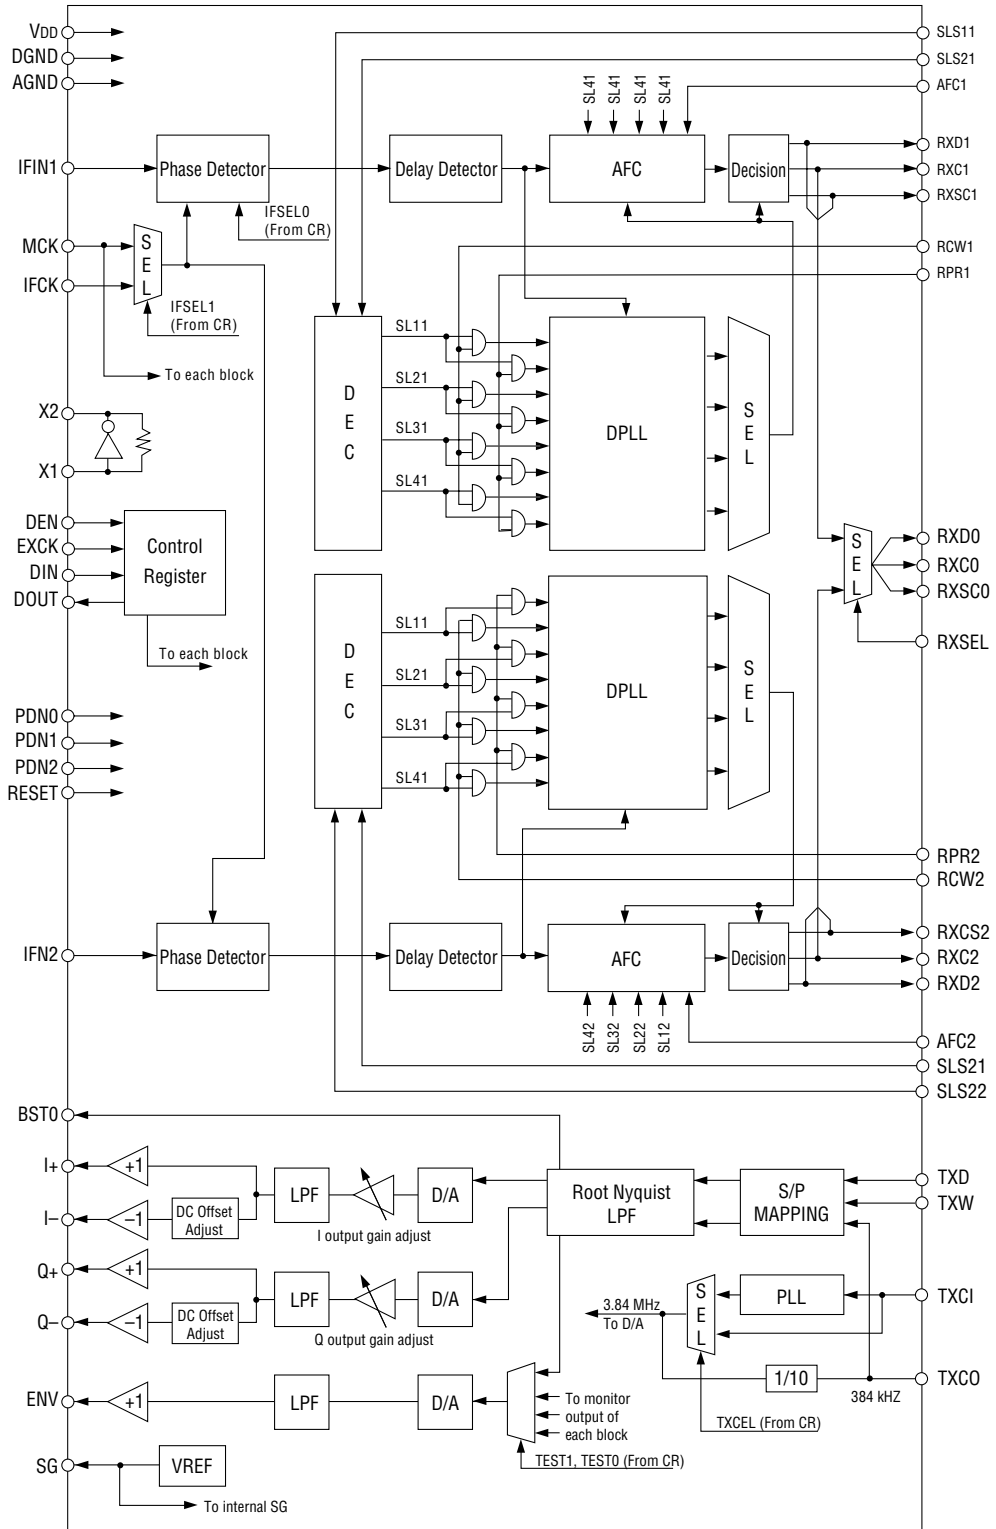 VDD
DGND
AGND
SLS11
SLS21
AFC1
SL41
SL41
SL41
SL41
IFIN1
Phase Detector
Delay Detector
AFC
Decision
RXD1
RXC1
RXSC1
IFSEL0
(From CR)
MCK
IFCK
S
E
L
IFSEL1
(From CR)
To each block
RCW1
RPR1
D
E
C
SL11
SL21
SL31
SL41
DPLL
S
E
L
X2
X1
DEN
EXCK
DIN
DOUT
Control
Register
To each block
S
E
L
RXD0
RXC0
RXSC0
RXSEL
D
E
C
SL11
SL21
SL31
SL41
DPLL
S
E
L
PDN0
PDN1
PDN2
RESET
RPR2
RCW2
IFN2
Phase Detector
Delay Detector
AFC
Decision
RXCS2
RXC2
RXD2
SL42
SL32
SL22
SL12
AFC2
SLS21
SLS22
BST0
I+
+1
I–
–1
DC Offset
Adjust
LPF
I output gain adjust
D/A
Root Nyquist
LPF
S/P
MAPPING
TXD
TXW
Q+
+1
Q–
–1
DC Offset
Adjust
LPF
Q output gain adjust
D/A
3.84 MHz
To D/A
S
E
L
PLL
TXCI
1/10
384 kHZ
TXCO
TXCEL (From CR)
ENV
+1
LPF
D/A
To monitor
output of
each block
TEST1, TEST0 (From CR)
SG
VREF
To internal SG